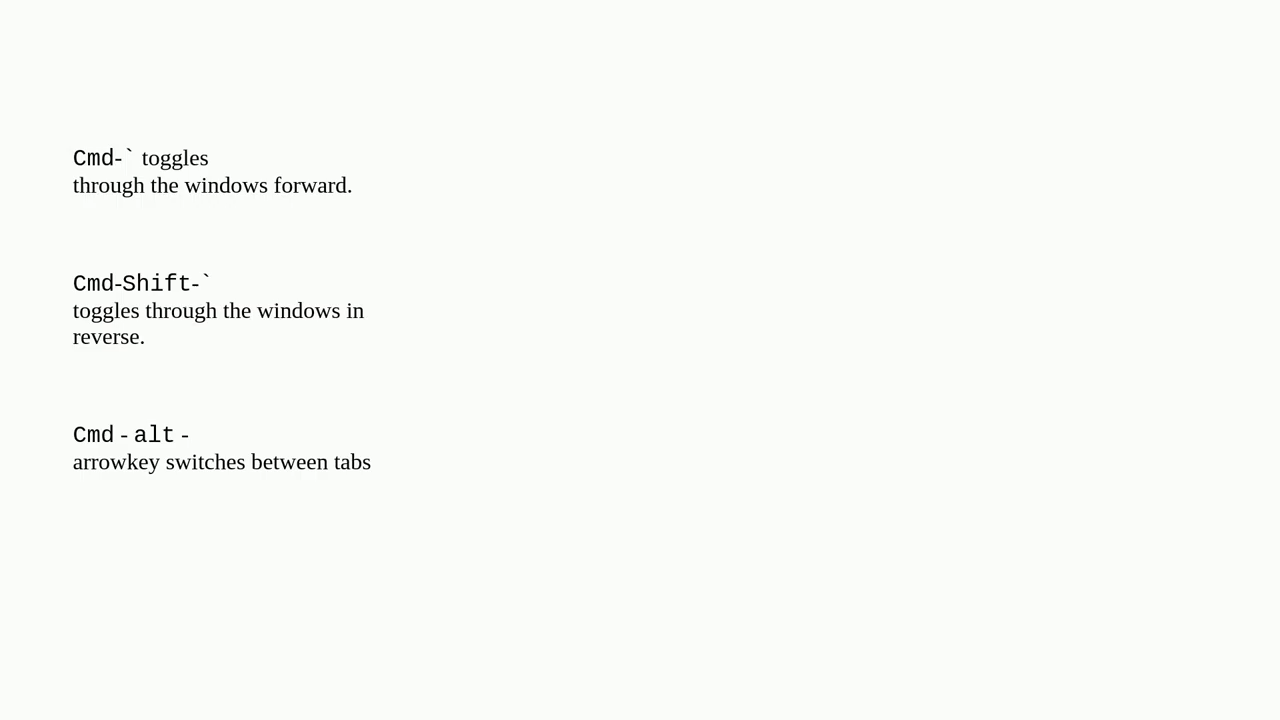 Cmd-` toggles
through the windows forward.
Cmd-Shift-`
toggles through the windows in
reverse.
Cmd - alt -
arrowkey switches between tabs